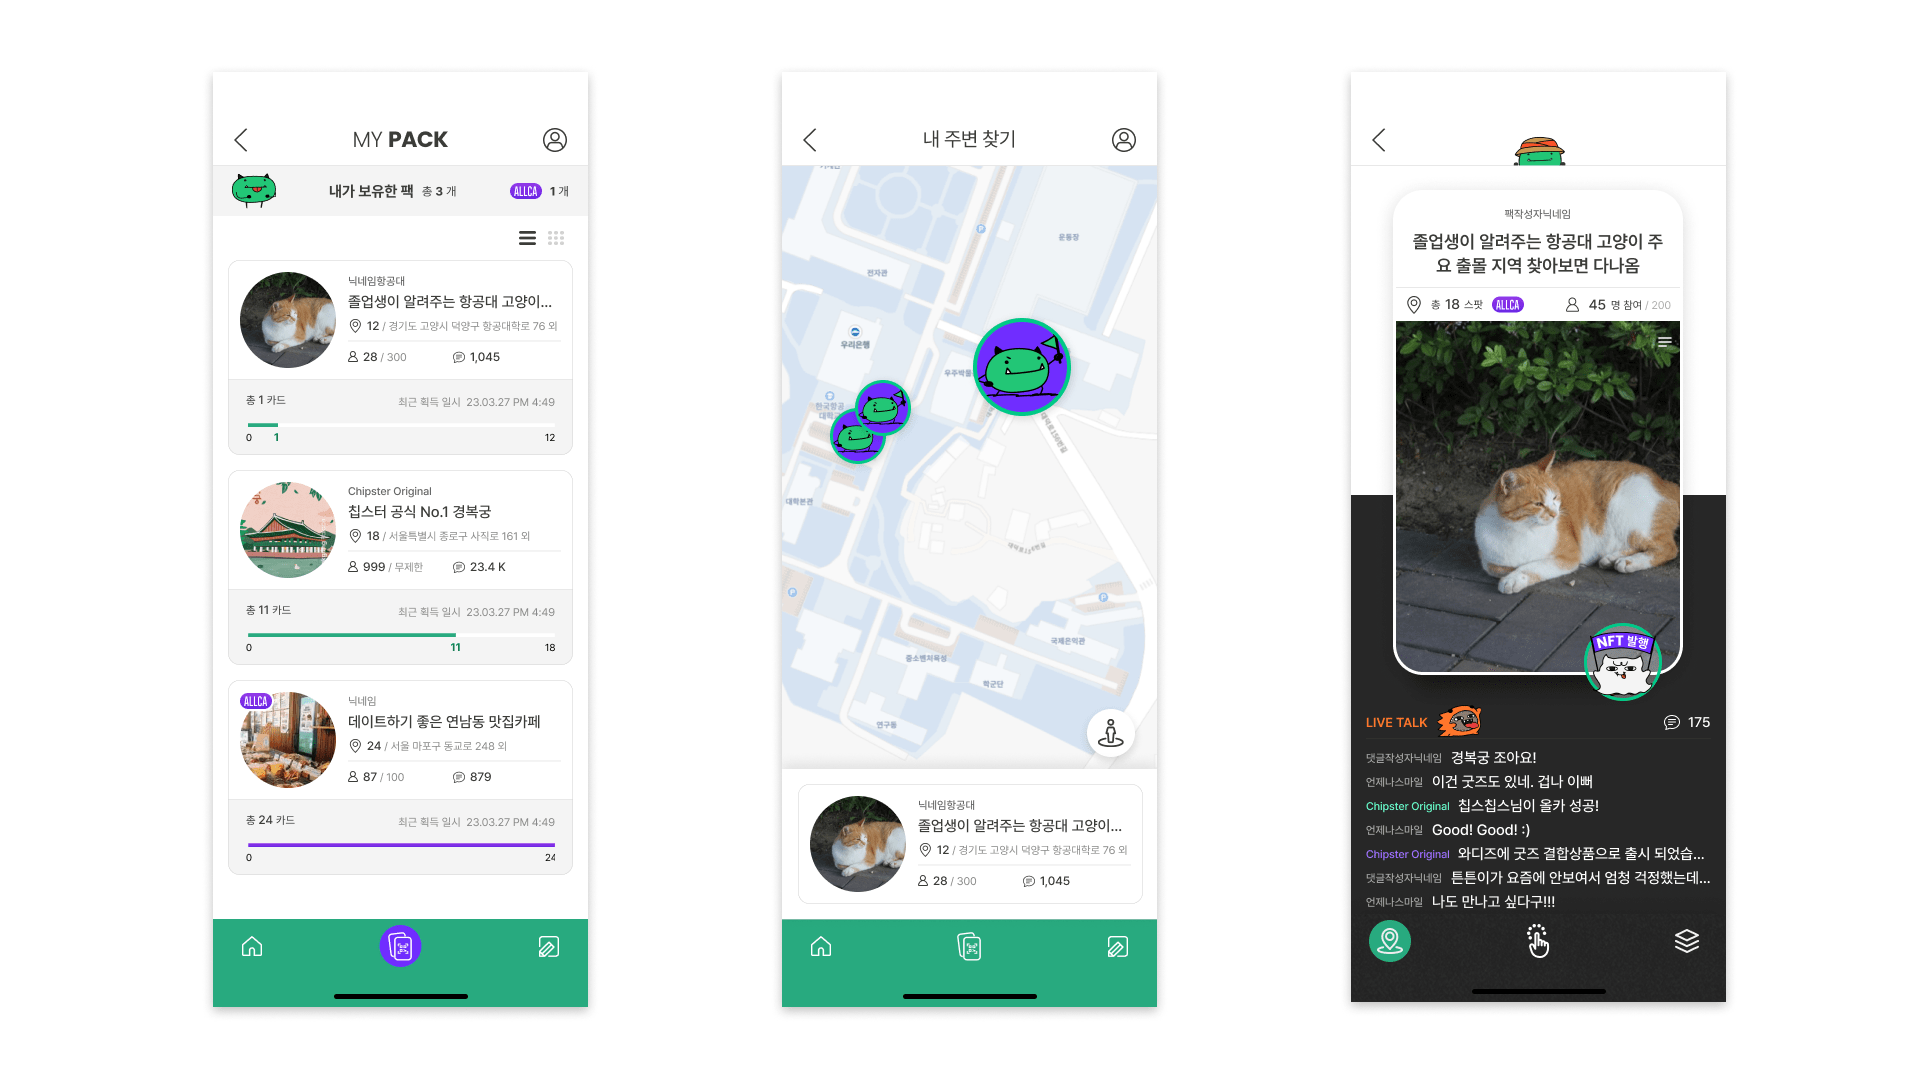 MY PACK
내가 보유한 팩 총 3 개 ALLCA 1 개
닉네임항공대
졸업생이 알려주는 항공대 고양이...
12 / 경기도 고양시 덕양구 항공대학로 76 외
28 / 300 1,045
총 1 카드 최근 획득 일시 23.03.27 PM 4:49
0 1 12
Chipster Original
칩스터 공식 No.1 경복궁
18 / 서울특별시 종로구 사직로 161 외
999 / 무제한 23.4 K
총 11 카드 최근 획득 일시 23.03.27 PM 4:49
0 11 18
ALLCA
닉네임
데이트하기 좋은 연남동 맛집카페
24 / 서울 마포구 동교로 248 외
87 / 100 879
총 24 카드 최근 획득 일시 23.03.27 PM 4:49
0 24
내 주변 찾기
P
운동장
전자관
우리은행
우주박물
한국항공
대학교
대학본관
P
P
국제은익관
중소벤처육성
학군단
연구동
닉네임항공대
졸업생이 알려주는 항공대 고양이...
12 / 경기도 고양시 덕양구 항공대학로 76 외
28 / 300 1,045
팩작성자닉네임
졸업생이 알려주는 항공대 고양이 주
요 출몰 지역 찾아보면 다나옴
총 18 스팟 ALLCA 45 명 참여 / 200
NFT 발행
LIVE TALK 175
댓글작성자닉네임 경복궁 조아요!
언제나스마일 이건 굿즈도 있네. 겁나 이뻐
Chipster Original 칩스칩스님이 올카 성공!
언제나스마일 Good! Good! :)
Chipster Original 와디즈에 굿즈 결합상품으로 출시 되었습...
댓글작성자닉네임 튼튼이가 요즘에 안보여서 엄청 걱정했는데...
언제나스마일 나도 만나고 싶다구!!!